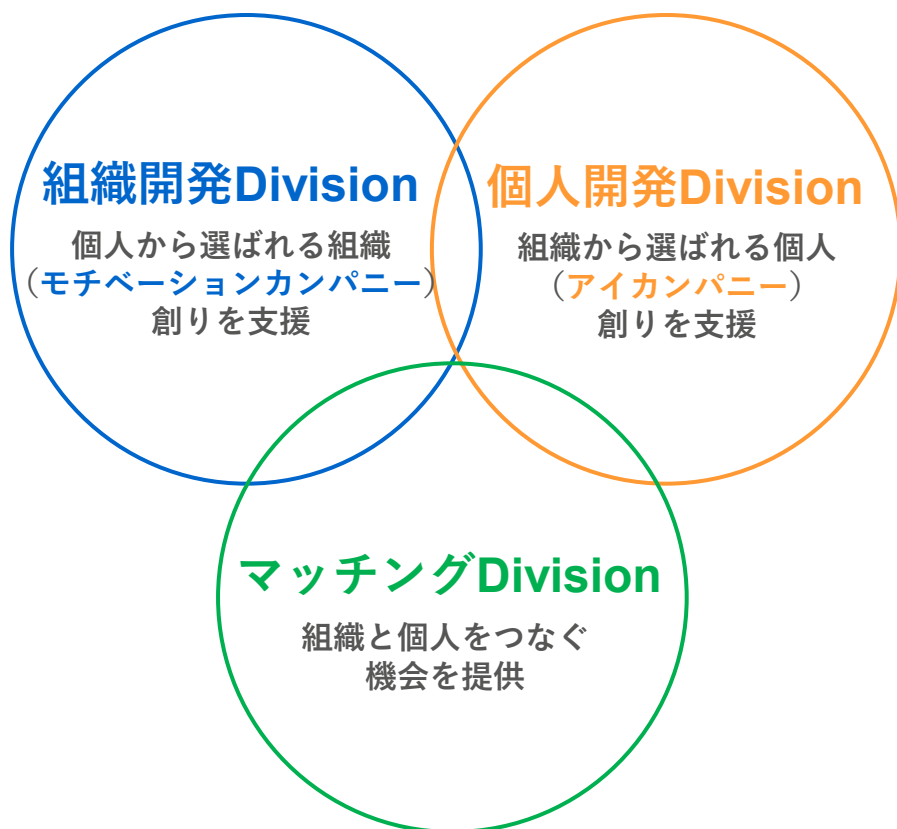 組織開発Division
個人から選ばれる組織
（モチベーションカンパニー）
創りを支援
個人開発Division
組織から選ばれる個人
（アイカンパニー）
創りを支援
マッチングDivision
組織と個人をつなぐ
機会を提供